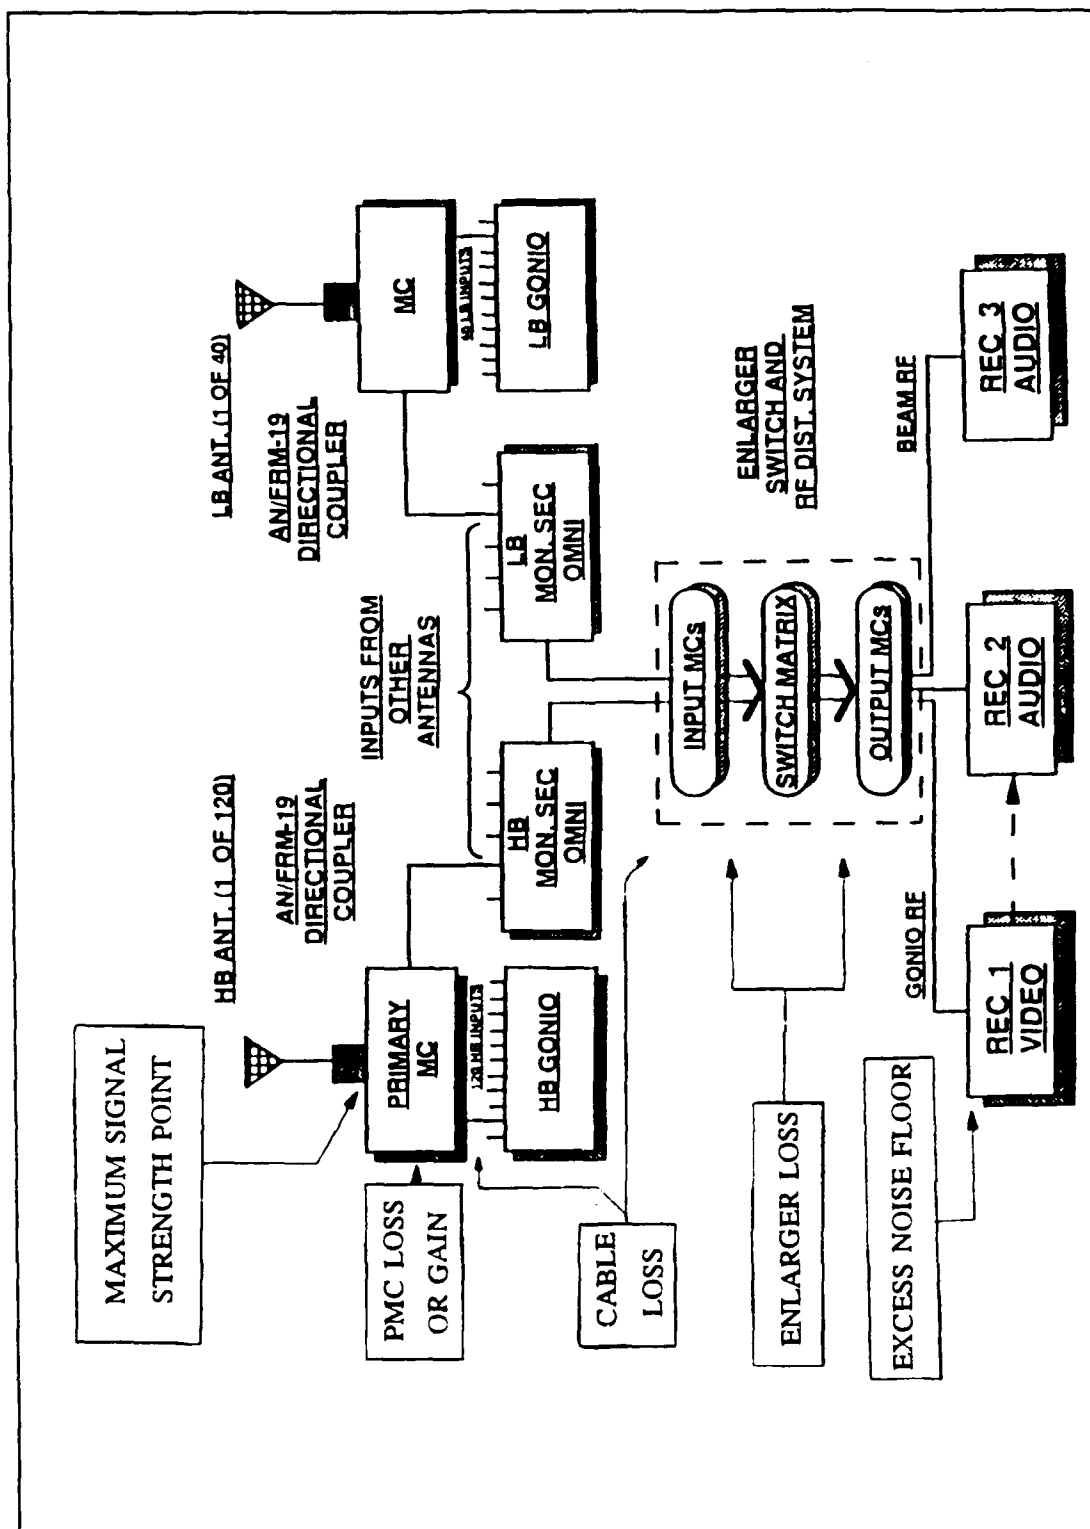 MAXIMUM SIGNAL
STRENGTH POINT
HB ANT. (1 OF 120)
LB ANT. (1 OF 40)
AN/FRM-19
DIRECTIONAL
COUPLER
AN/FRM-19
DIRECTIONAL
COUPLER
PMC LOSS
OR GAIN
PRIMARY
MC
INPUTS FROM
OTHER
ANTENNAS
MC
120 HB INPUTS
40 LB INPUTS
HB GONIO
HB
MON. SEC
OMNI
LB
MON. SEC
OMNI
LB GONIO
CABLE
LOSS
INPUT MCs
SWITCH MATRIX
OUTPUT MCs
ENLARGER
SWITCH AND
RF DIST. SYSTEM
ENLARGER LOSS
GONIO RF
BEAM RF
EXCESS NOISE FLOOR
REC 1
VIDEO
REC 2
AUDIO
REC 3
AUDIO